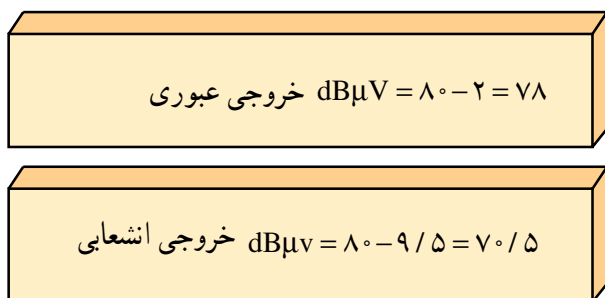 خروجی عبوری dBµV = ۸۰ – ۲ = ۷۸
خروجی انشعابی dBµv = ۸۰ – ۹ / ۵ = ۷۰ / ۵